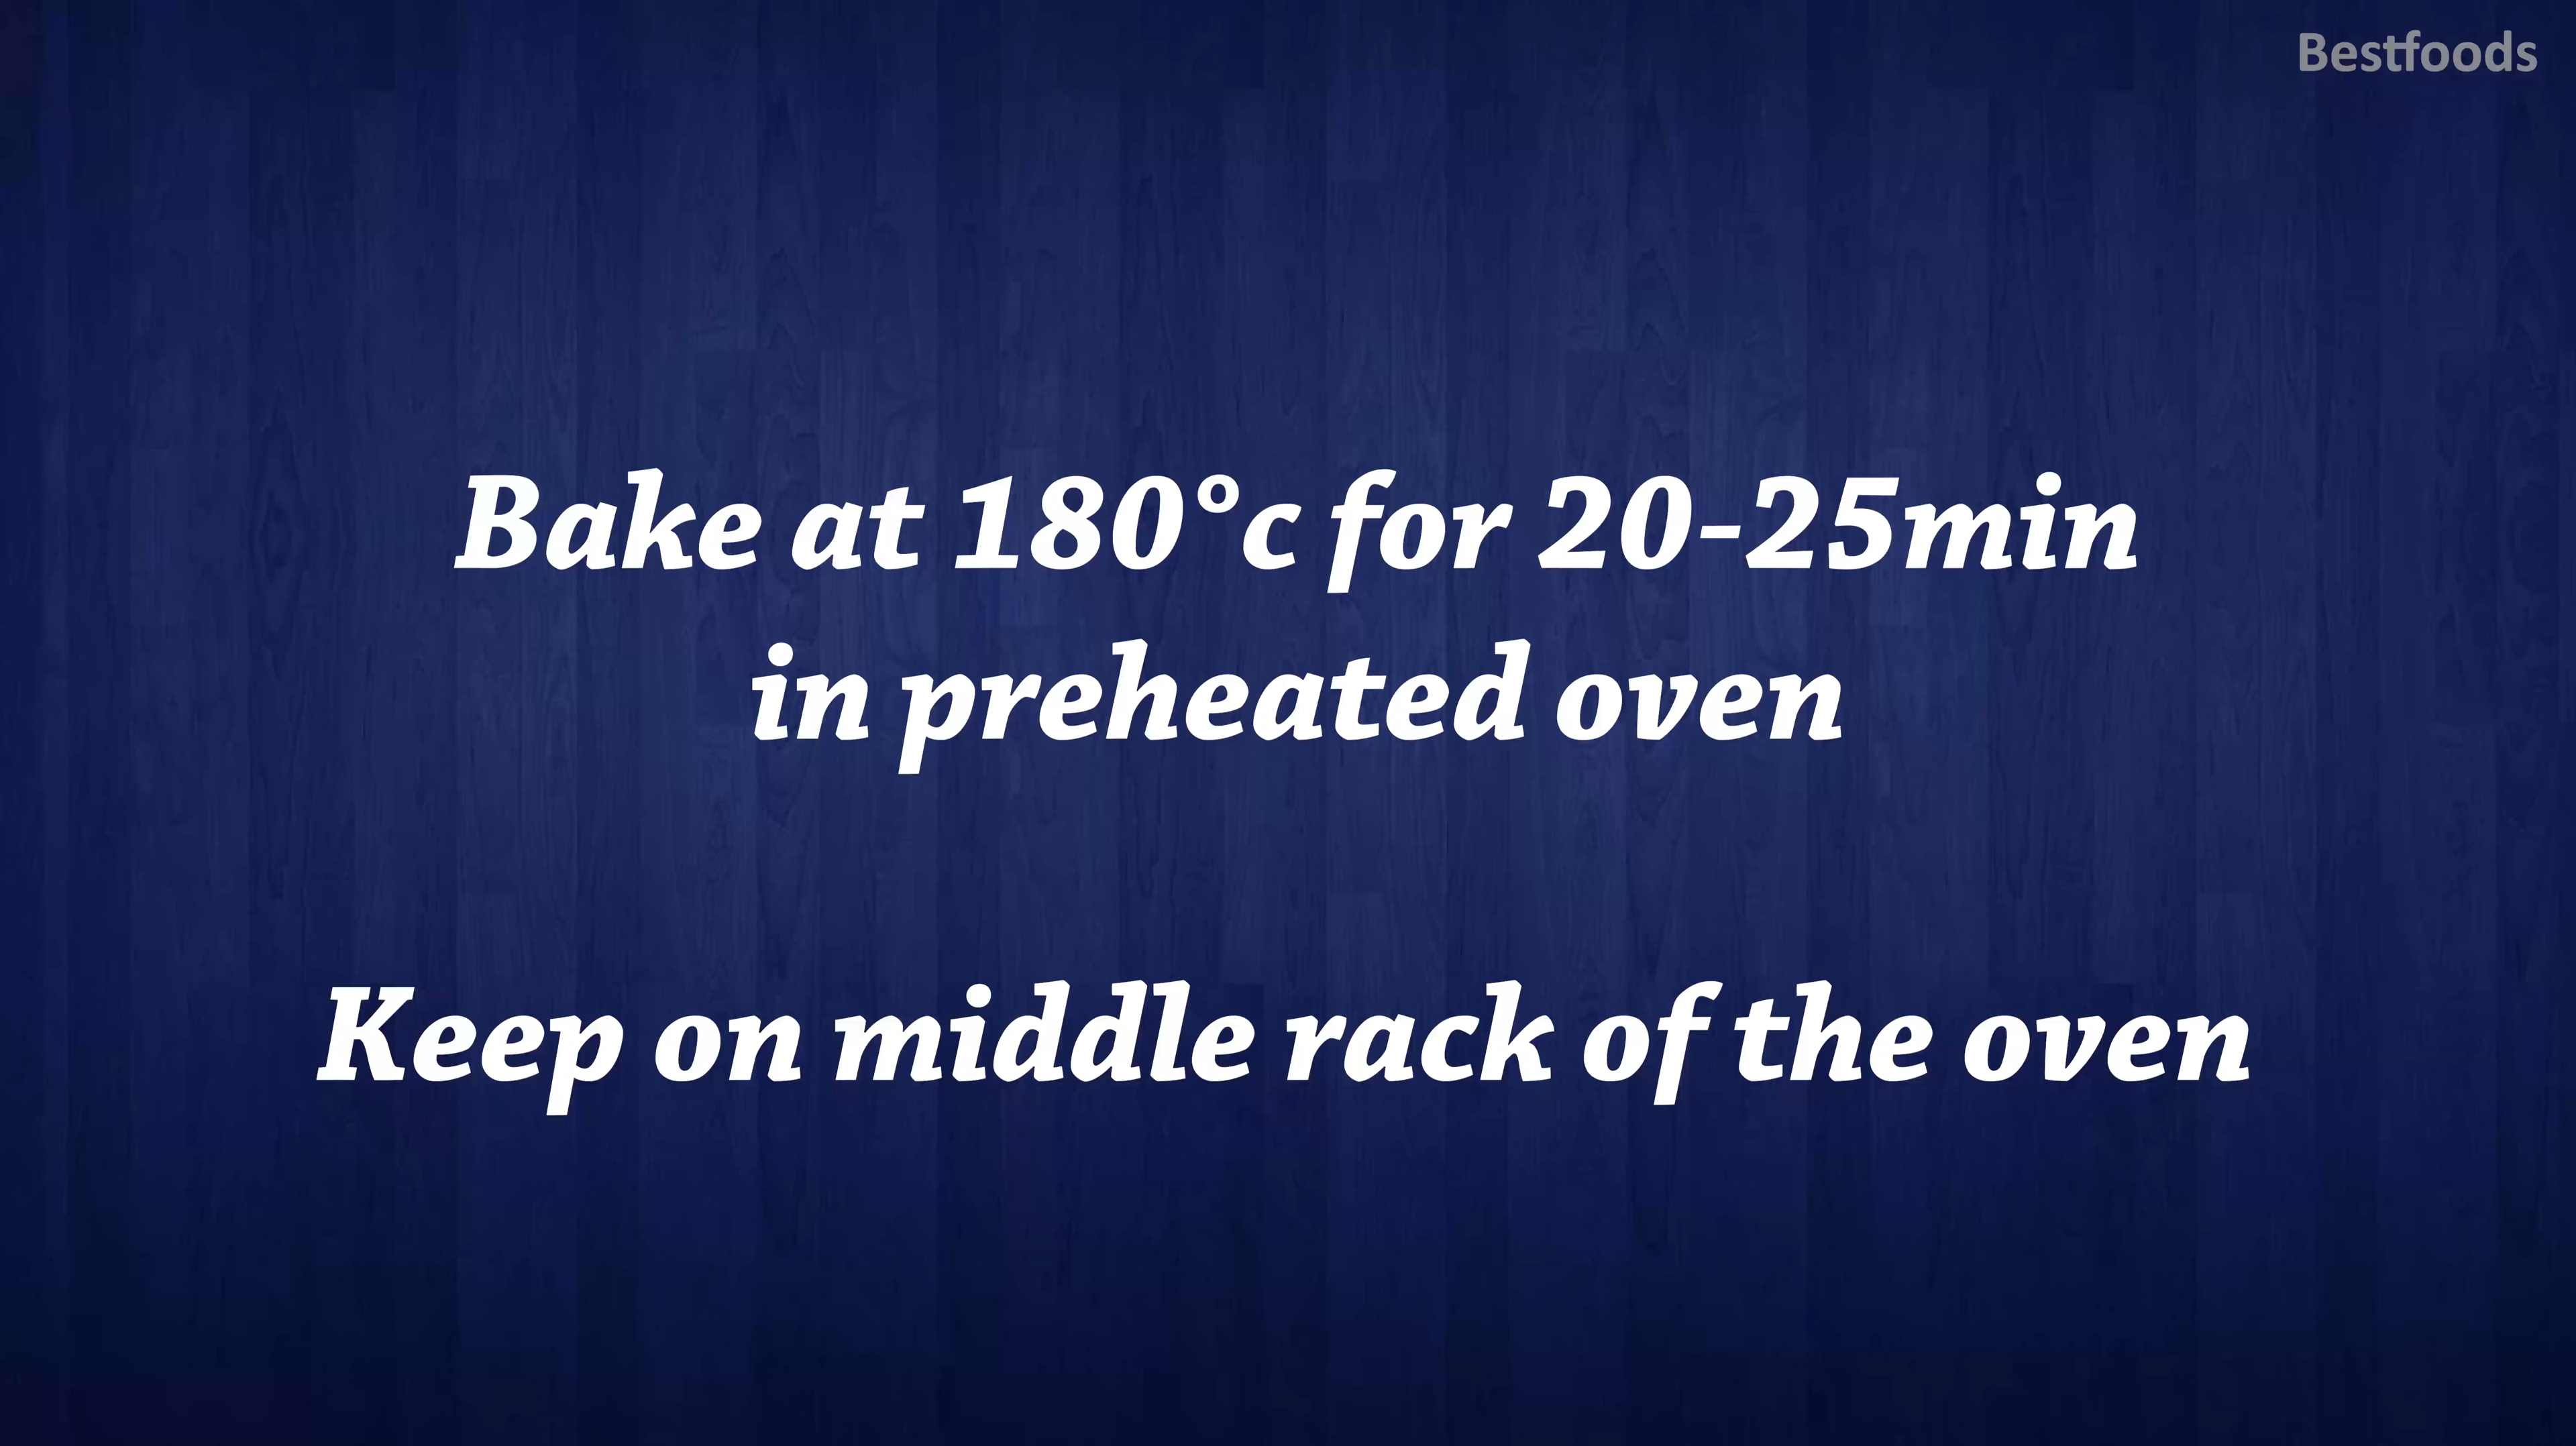 Bestfoods
Bake at 180°c for 20-25min
in preheated oven
Keep on middle rack of the oven